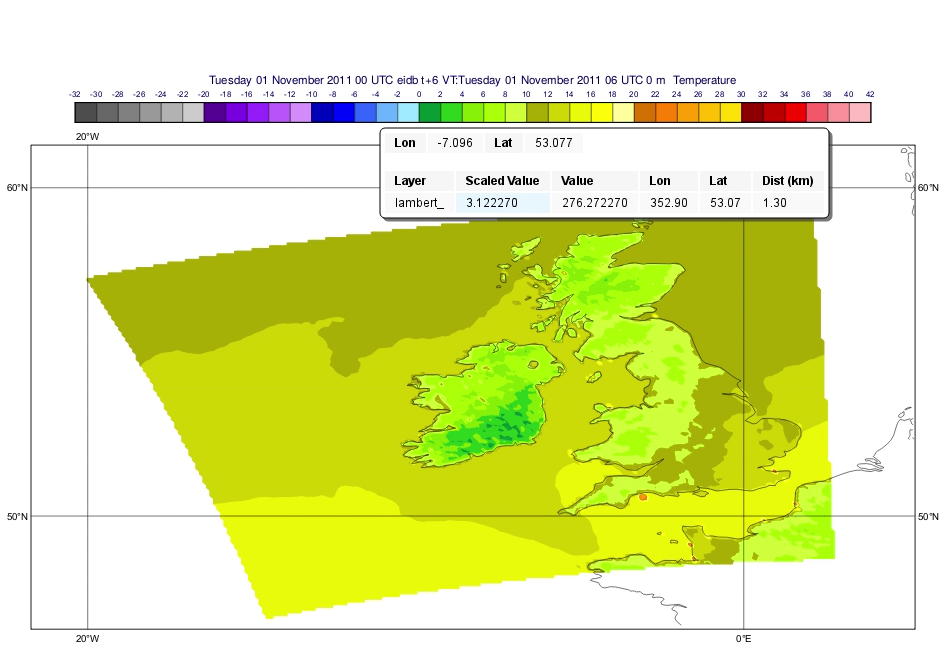 Tuesday 01 November 2011 00 UTC eidb t+6 VT:Tuesday 01 November 2011 06 UTC 0 m Temperature
-32 -30 -28 -26 -24 -22 -20 -18 -16 -14 -12 -10 -8 -6 -4 -2 0 2 4 6 8 10 12 14 16 18 20 22 24 26 28 30 32 34 36 38 40 42
20°W
Lon -7.096 Lat 53.077
Layer Scaled Value Value Lon Lat Dist (km)
lambert_ 3.122270 276.272270 352.90 53.07 1.30
60°N 60°N
50°N 50°N
20°W 0°E